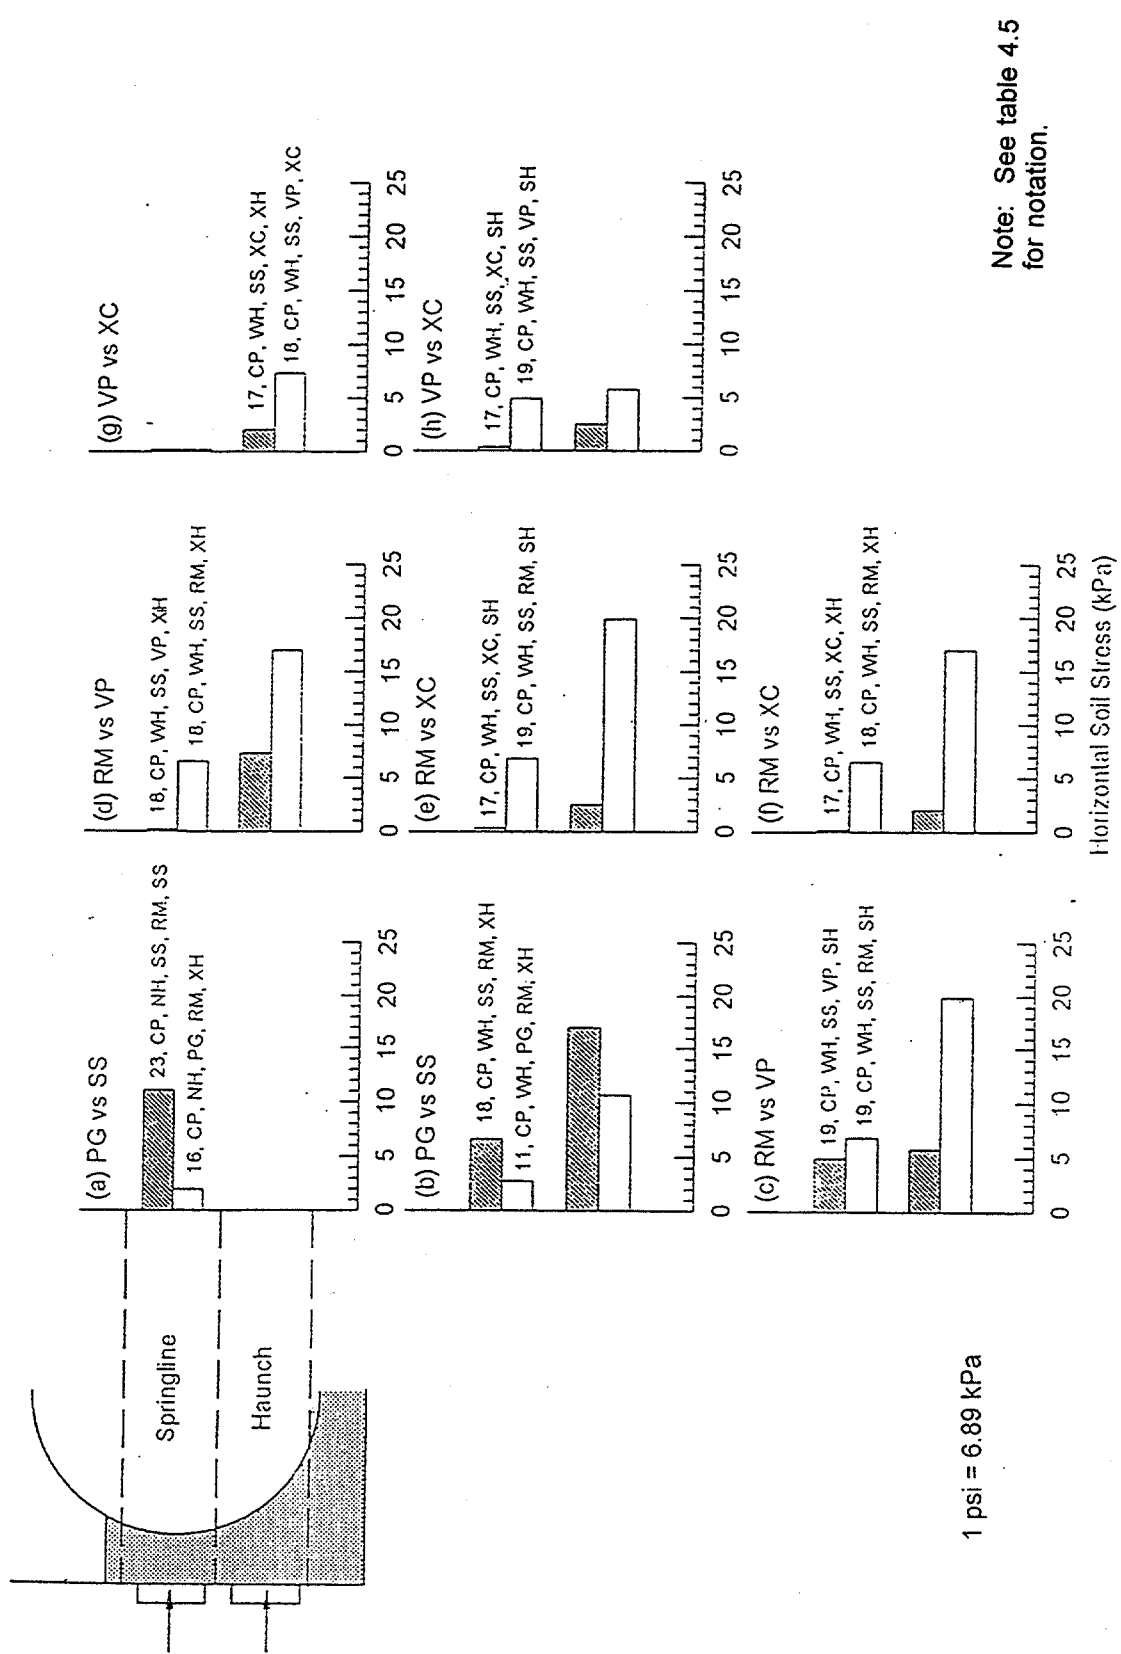 Springline
Haunch
1 psi = 6.89 kPa
(a) PG vs SS
23, CP, NH, SS, RM, SS
16, CP, NH, PG, RM, XH
0 5 10 15 20 25
(b) PG vs SS
18, CP, WH, SS, RM, XH
11, CP, WH, PG, RM, XH
0 5 10 15 20 25
(c) RM vs VP
19, CP, WH, SS, VP, SH
19, CP, WH, SS, RM, SH
0 5 10 15 20 25
(d) RM vs VP
18, CP, WH, SS, VP, XH
18, CP, WH, SS, RM, XH
0 5 10 15 20 25
(e) RM vs XC
17, CP, WH, SS, XC, SH
19, CP, WH, SS, RM, SH
0 5 10 15 20 25
(f) RM vs XC
17, CP, WH, SS, XC, XH
18, CP, WH, SS, RM, XH
0 5 10 15 20 25
Horizontal Soil Stress (kPa)
(g) VP vs XC
17, CP, WH, SS, XC, XH
18, CP, WH, SS, VP, XC
0 5 10 15 20 25
(h) VP vs XC
17, CP, WH, SS, XC, SH
19, CP, WH, SS, VP, SH
0 5 10 15 20 25
Note: See table 4.5
for notation.